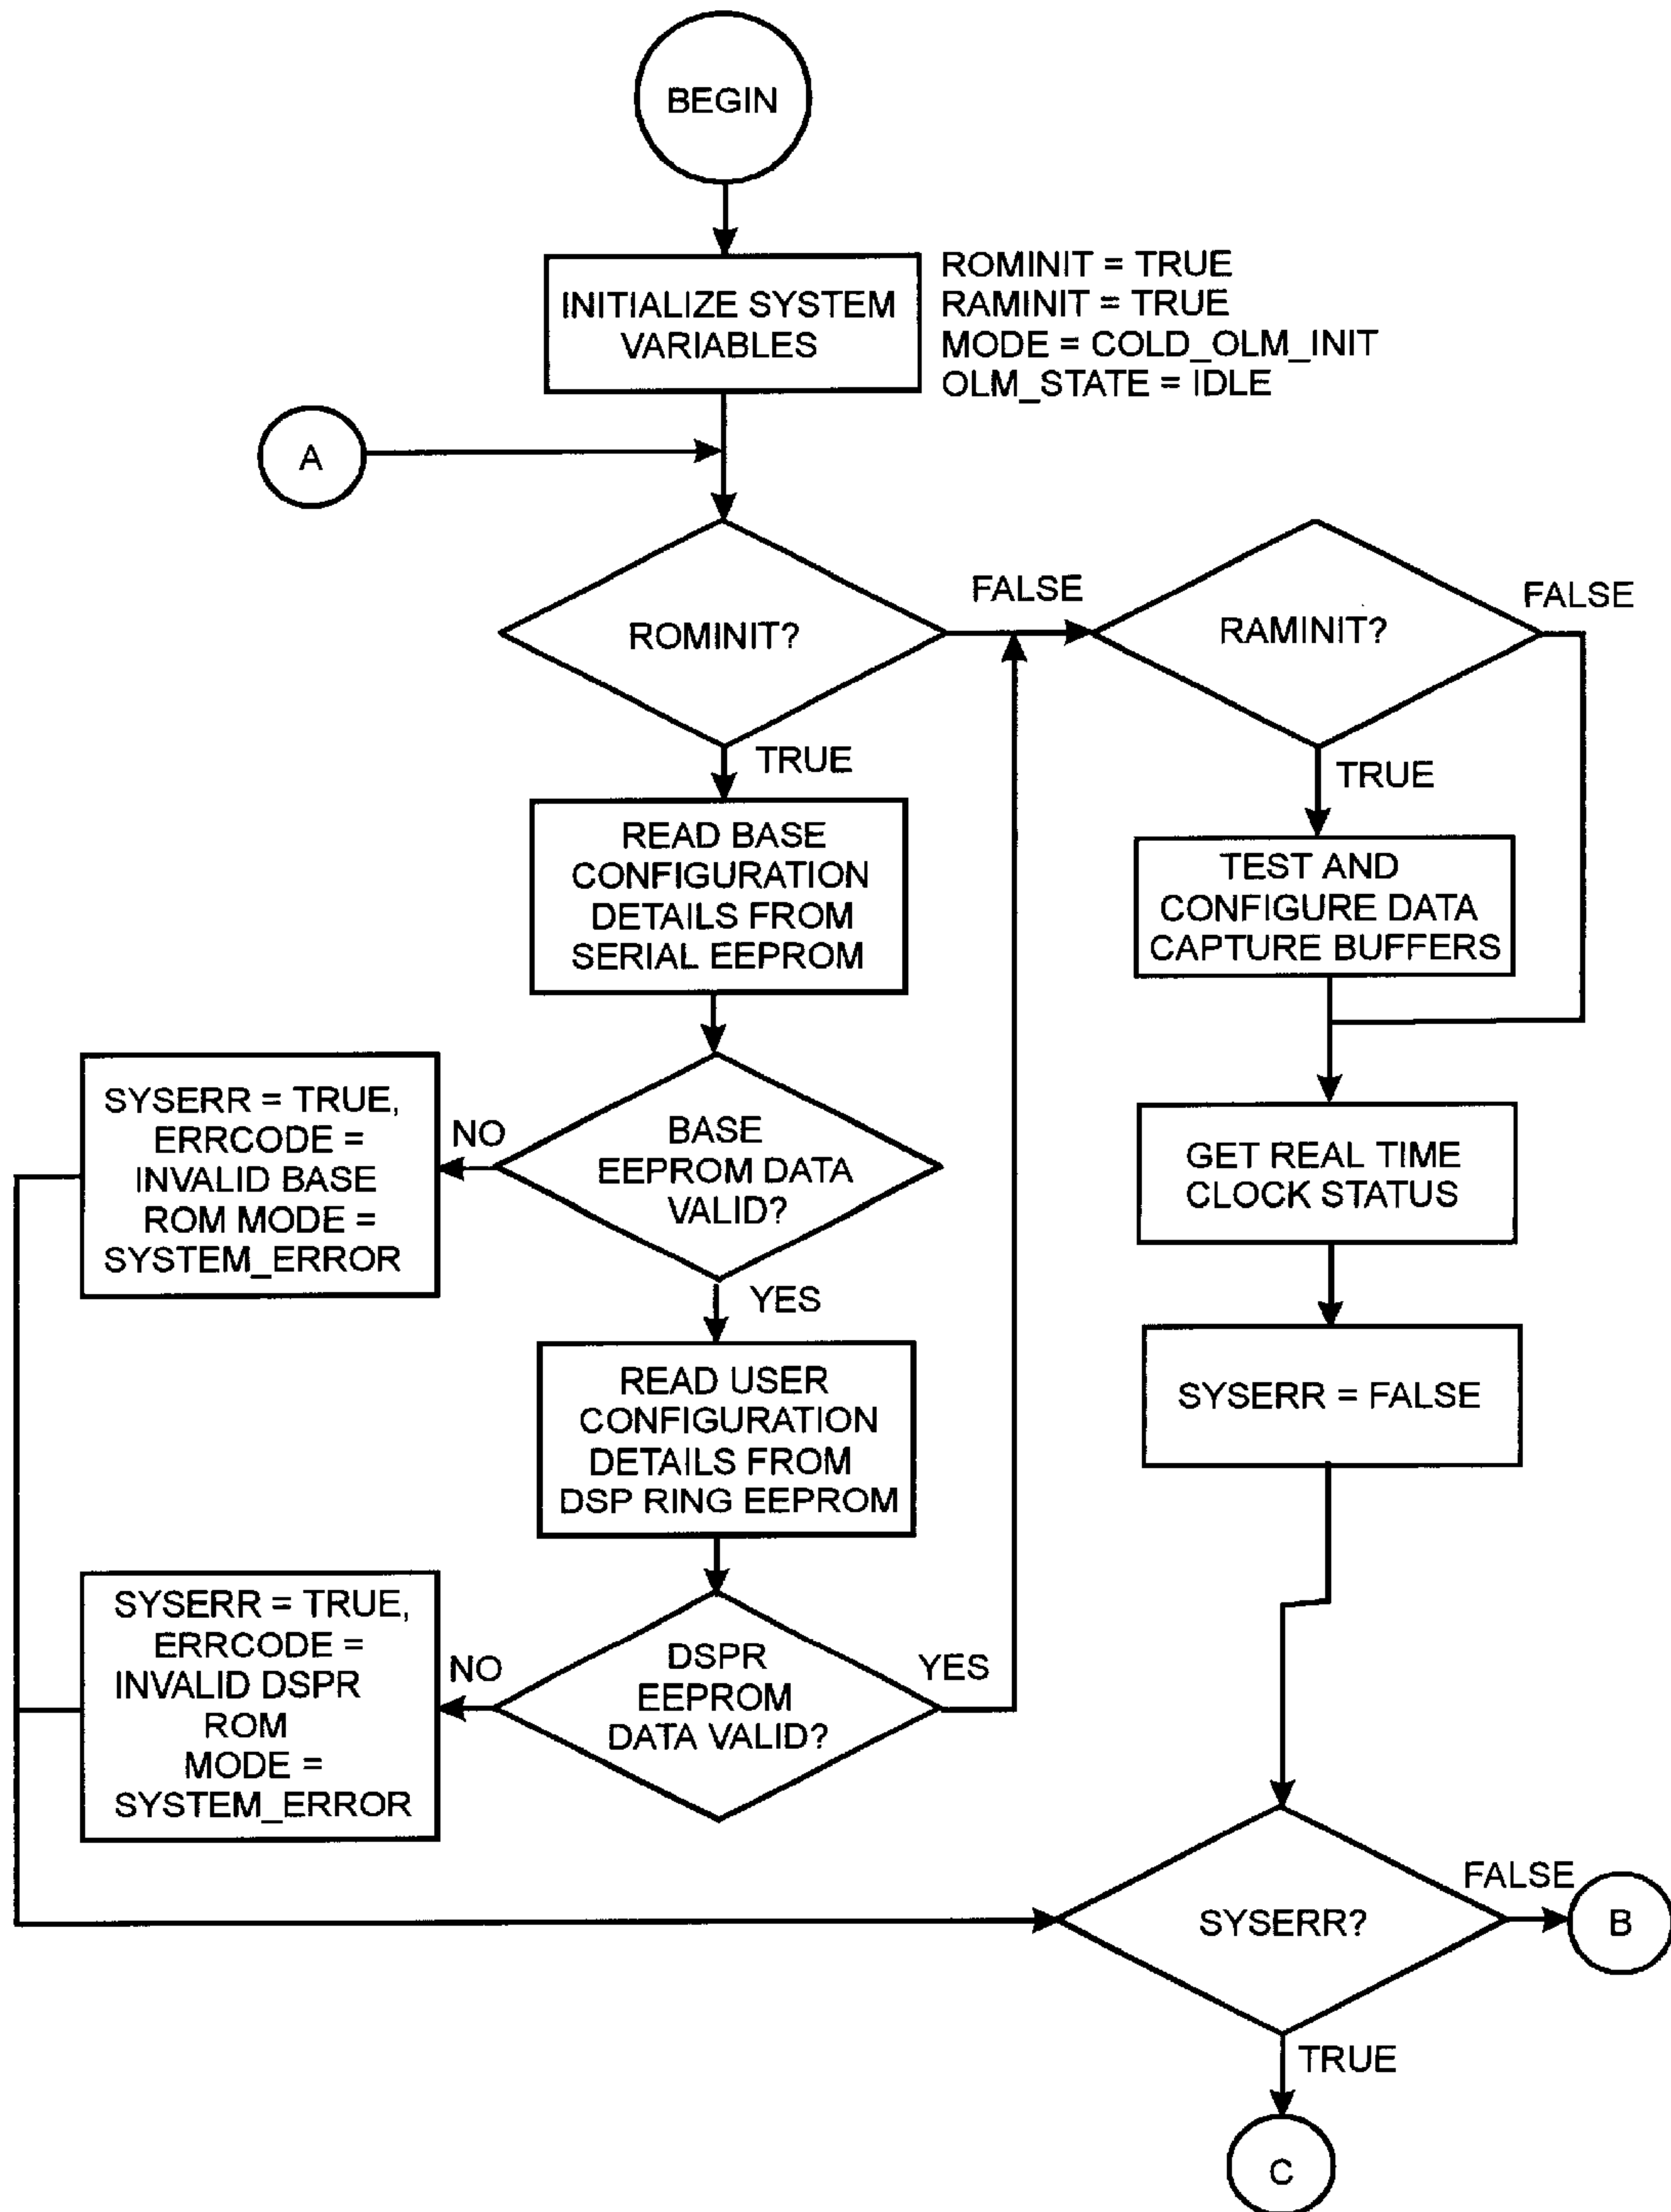 BEGIN
INITIALIZE SYSTEM
VARIABLES
ROMINIT = TRUE
RAMINIT = TRUE
MODE = COLD_OLM_INIT
OLM_STATE = IDLE
A
ROMINIT?
FALSE
RAMINIT?
FALSE
TRUE
TRUE
READ BASE
CONFIGURATION
DETAILS FROM
SERIAL EEPROM
TEST AND
CONFIGURE DATA
CAPTURE BUFFERS
SYSERR = TRUE,
ERRCODE =
INVALID BASE
ROM MODE =
SYSTEM_ERROR
NO
BASE
EEPROM DATA
VALID?
GET REAL TIME
CLOCK STATUS
YES
READ USER
CONFIGURATION
DETAILS FROM
DSP RING EEPROM
SYSERR = FALSE
SYSERR = TRUE,
ERRCODE =
INVALID DSPR
ROM
MODE =
SYSTEM_ERROR
NO
DSPR
EEPROM
DATA VALID?
YES
SYSERR?
FALSE
B
TRUE
C